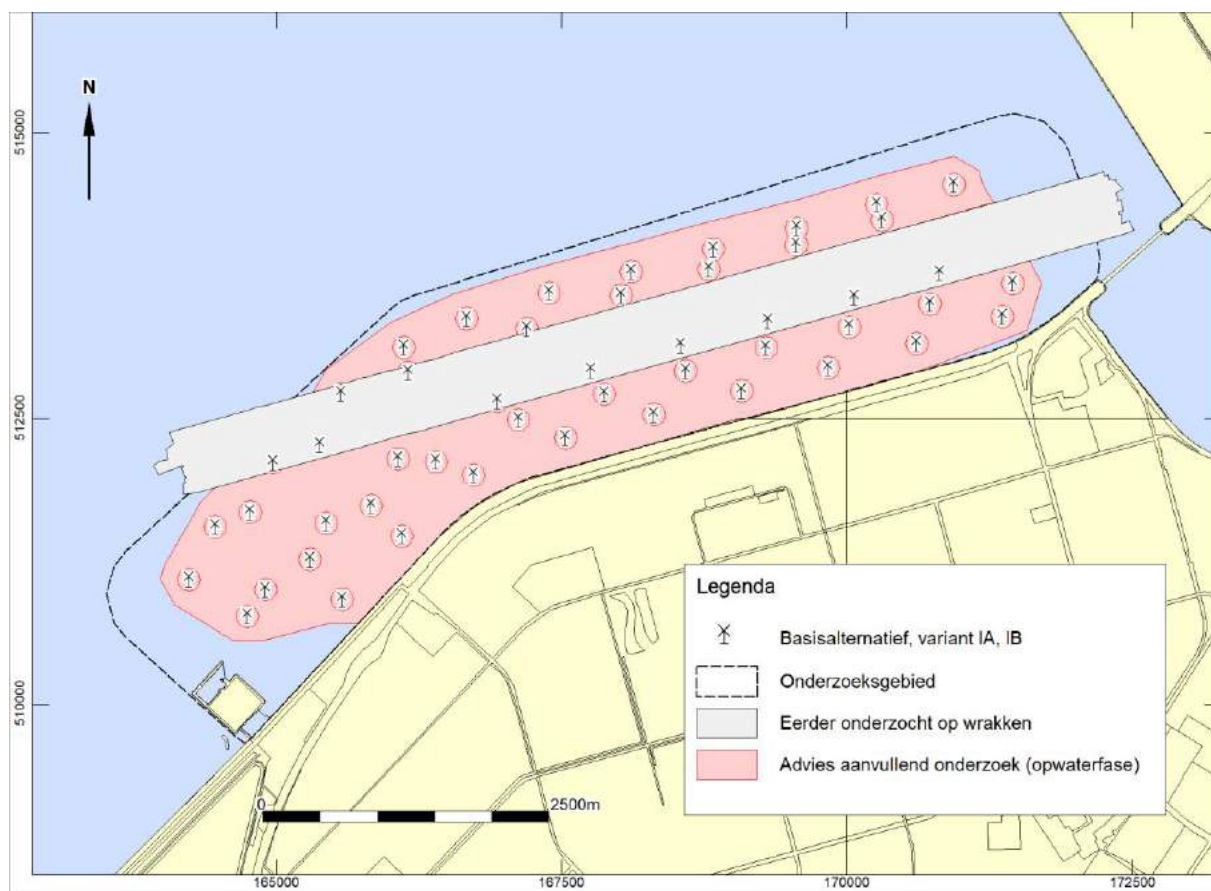 N
515000
512500
510000
Legenda
Basisalternatief, variant IA, IB
Onderzoeksgebied
Eerder onderzocht op wrakken
Advies aanvullend onderzoek (opwaterfase)
0 2500m
165000 167500 170000 172500